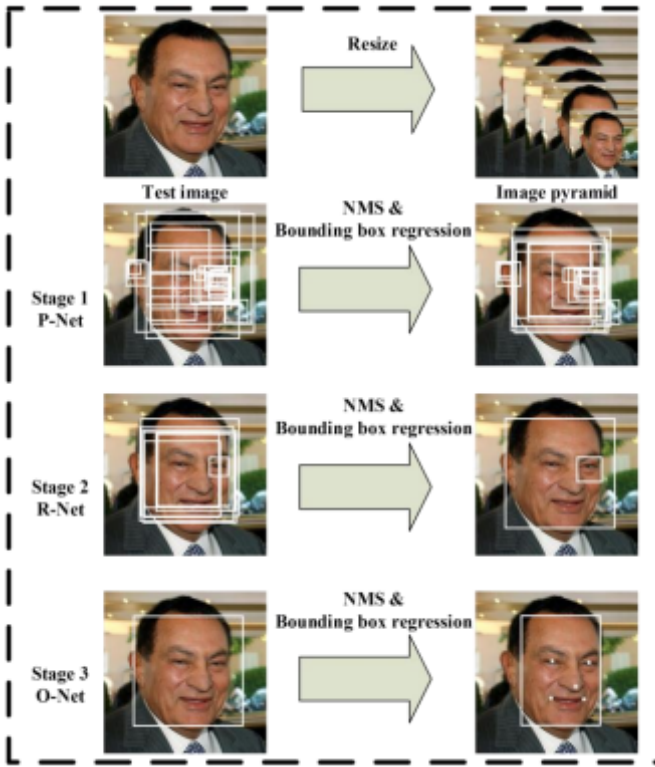 Resize
Test image
Image pyramid
NMS &
Bounding box regression
Stage 1
P-Net
NMS &
Bounding box regression
Stage 2
R-Net
NMS &
Bounding box regression
Stage 3
O-Net